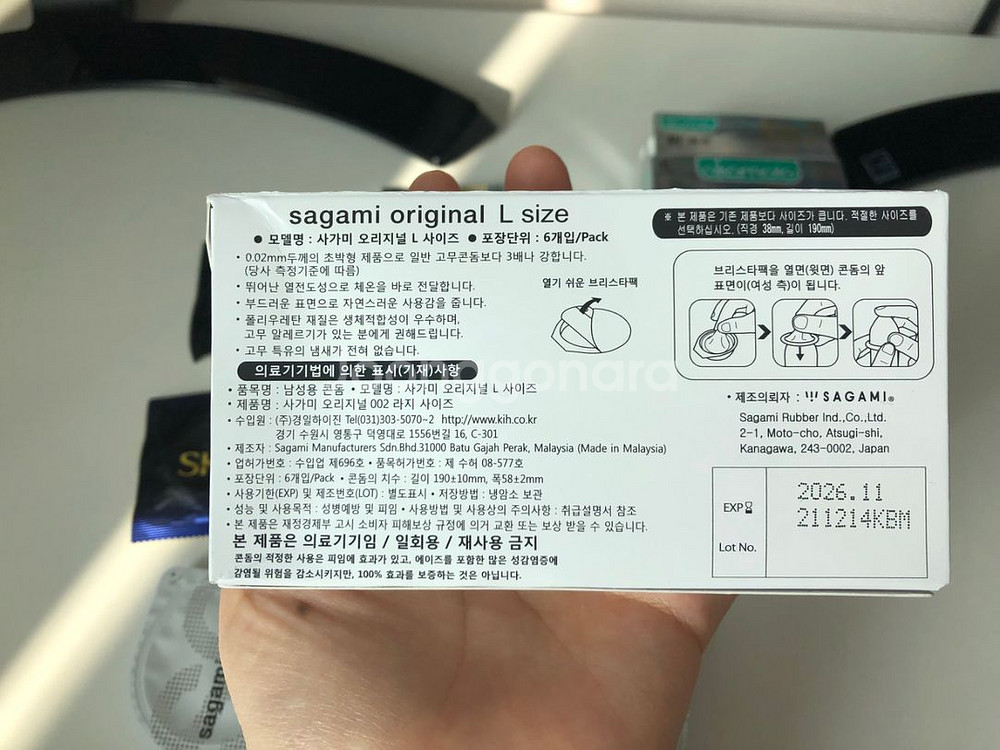 sagami original L size
● 모델명 : 사가미 오리지널 L 사이즈 ● 포장단위 : 6개입/Pack
• 0.02mm두께의 초박형 제품으로 일반 고무콘돔보다 3배나 강합니다.
(당사 측정기준에 따름)
• 뛰어난 열전도성으로 체온을 바로 전달합니다.
• 부드러운 표면으로 자연스러운 사용감을 줍니다.
• 폴리우레탄 재질은 생체적합성이 우수하며,
고무 알레르기가 있는 분에게 권해드립니다.
• 고무 특유의 냄새가 전혀 없습니다.
열기 쉬운 브리스타팩
의료기기법에 의한 표시(기재)사항
• 품목명 : 남성용 콘돔 • 모델명 : 사가미 오리지널 L 사이즈
• 제품명 : 사가미 오리지널 002 라지 사이즈
• 수입원 : (주)경일하이진 Tel(031)303-5070~2 http://www.kih.co.kr
경기 수원시 영통구 덕영대로 1556번길 16, C-301
• 제조자 : Sagami Manufacturers Sdn.Bhd.31000 Batu Gajah Perak, Malaysia (Made in Malaysia)
• 업허가번호 : 수입업 제696호 • 품목허가번호 : 제 수허 08-577호
• 포장단위 : 6개입/Pack • 콘돔의 치수 : 길이 190±10mm, 폭58±2mm
• 사용기한(EXP) 및 제조번호(LOT) : 별도표시 • 저장방법 : 냉암소 보관
• 성능 및 사용목적 : 성병예방 및 피임 • 사용방법 및 사용상의 주의사항 : 취급설명서 참조
• 본 제품은 재정경제부 고시 소비자 피해보상 규정에 의거 교환 또는 보상 받을 수 있습니다.
본 제품은 의료기기임 / 일회용 / 재사용 금지
콘돔의 적정한 사용은 피임에 효과가 있고, 에이즈를 포함한 많은 성감염증에
감염될 위험을 감소시키지만, 100% 효과를 보증하는 것은 아닙니다.
※ 본 제품은 기존 제품보다 사이즈가 큽니다. 적절한 사이즈를
선택하십시오. (직경 38mm, 길이 190mm)
브리스타팩을 열면(윗면) 콘돔의 앞
표면이(여성 측)이 됩니다.
• 제조의뢰자 : SAGAMI®
Sagami Rubber Ind.,Co.,Ltd.
2-1, Moto-cho, Atsugi-shi,
Kanagawa, 243-0002, Japan
EXP 2026.11
211214KBM
Lot No.
okamoto
sagami